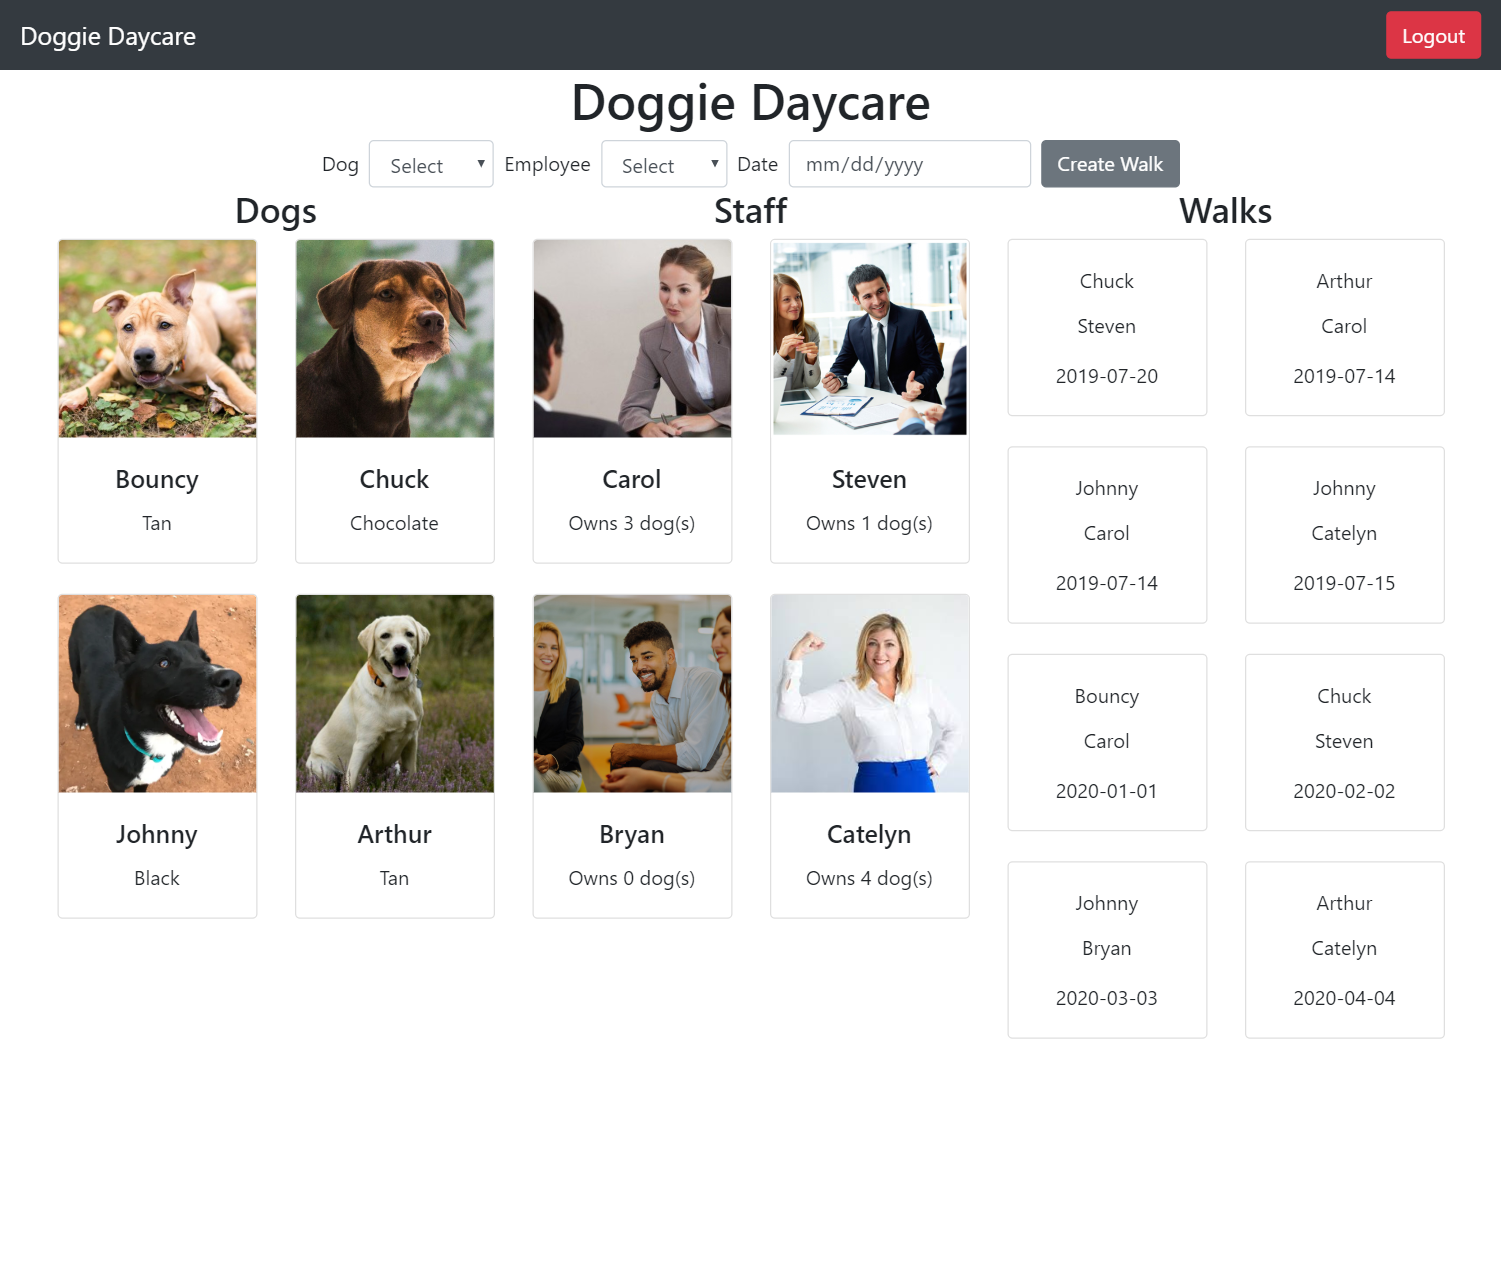 Doggie Daycare
Logout
Doggie Daycare
Dog Select Employee Select Date mm/dd/yyyy Create Walk
Dogs
Bouncy
Tan
Chuck
Chocolate
Johnny
Black
Arthur
Tan
Staff
Carol
Owns 3 dog(s)
Steven
Owns 1 dog(s)
Bryan
Owns 0 dog(s)
Catelyn
Owns 4 dog(s)
Walks
Chuck
Steven
2019-07-20
Arthur
Carol
2019-07-14
Johnny
Carol
2019-07-14
Johnny
Catelyn
2019-07-15
Bouncy
Carol
2020-01-01
Chuck
Steven
2020-02-02
Johnny
Bryan
2020-03-03
Arthur
Catelyn
2020-04-04